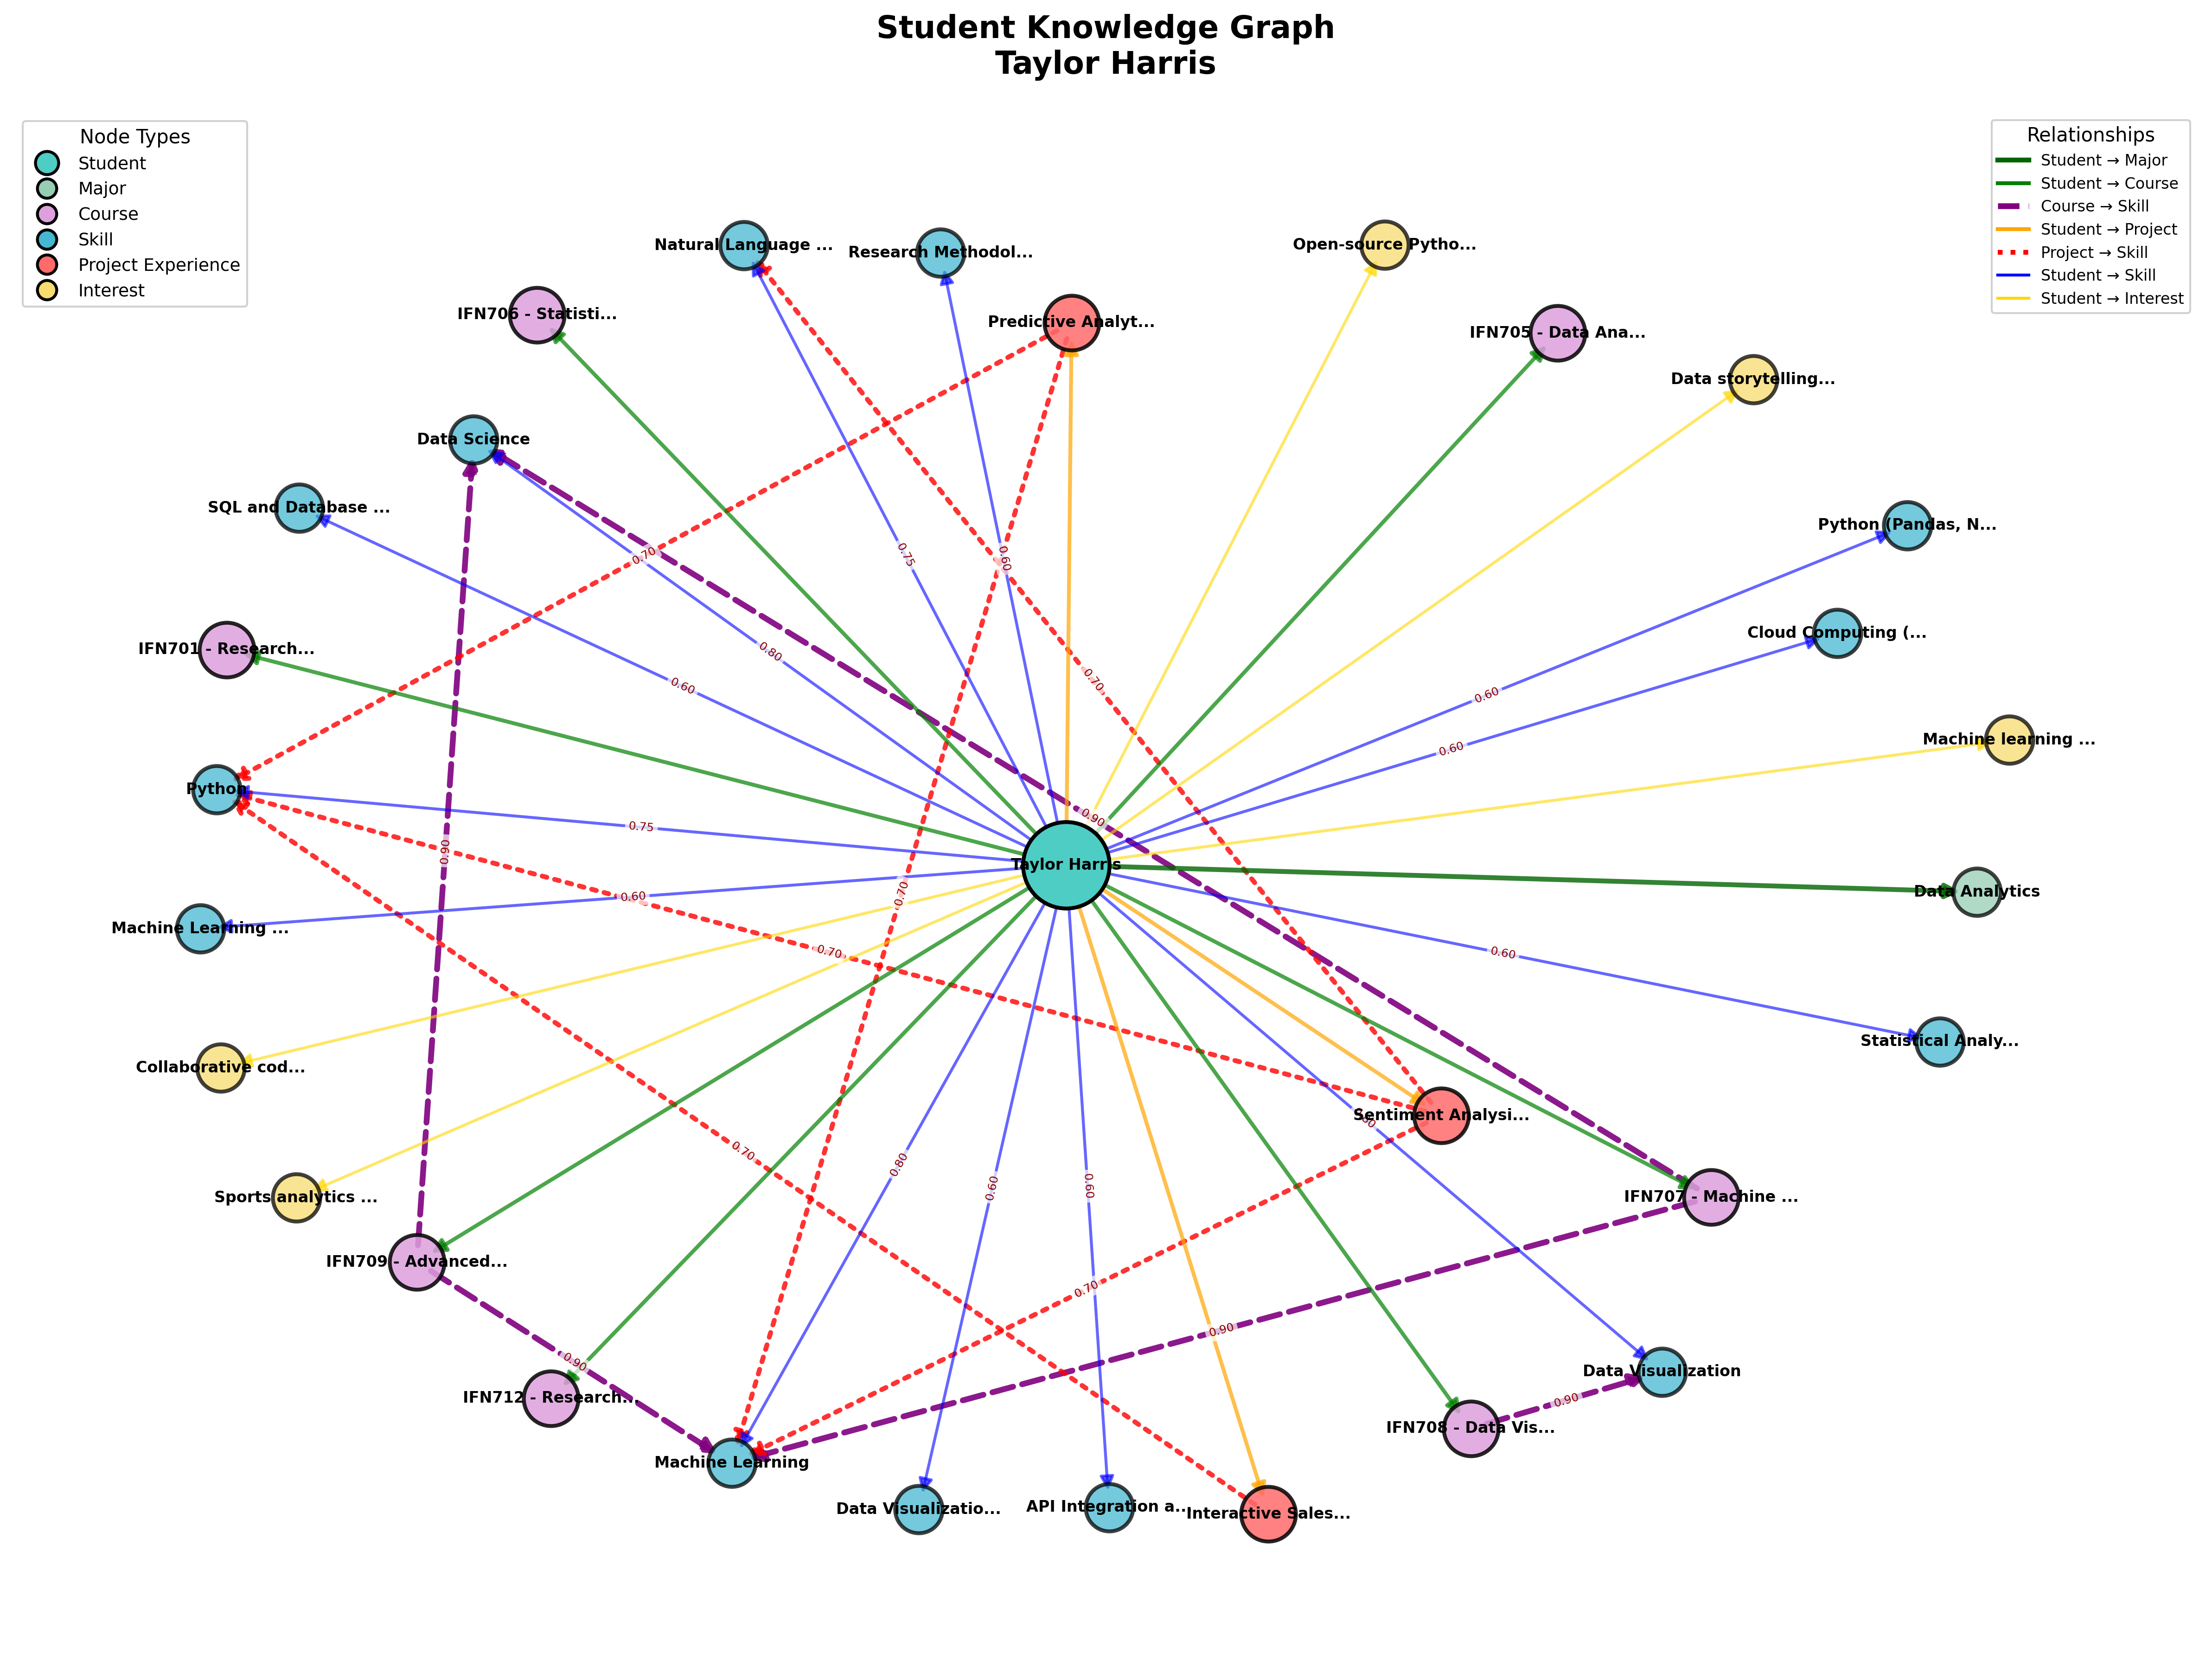 Student Knowledge Graph
Taylor Harris
Node Types
Student
Major
Course
Skill
Project Experience
Interest
Relationships
Student → Major
Student → Course
Course → Skill
Student → Project
Project → Skill
Student → Skill
Student → Interest
Natural Language ...
Research Methodol...
Open-source Pytho...
IFN706 - Statisti...
Predictive Analyt...
IFN705 - Data Ana...
Data storytelling...
Data Science
SQL and Database ...
Python (Pandas, N...
0.70
0.75
0.60
Cloud Computing (...
IFN701 - Research...
0.80
0.60
0.70
0.60
Machine learning ...
0.60
Python
0.75
0.90
0.90
Taylor Harris
0.60
0.70
Data Analytics
Machine Learning ...
0.70
0.60
Statistical Analy...
Collaborative cod...
Sentiment Analysi...
0.70
0.80
0.60
0.60
Sports analytics ...
IFN707 - Machine ...
IFN709 - Advanced...
0.70
0.90
0.90
Data Visualization
IFN712 - Research...
0.90
IFN708 - Data Vis...
Machine Learning
Data Visualizatio...
API Integration a...
Interactive Sales...